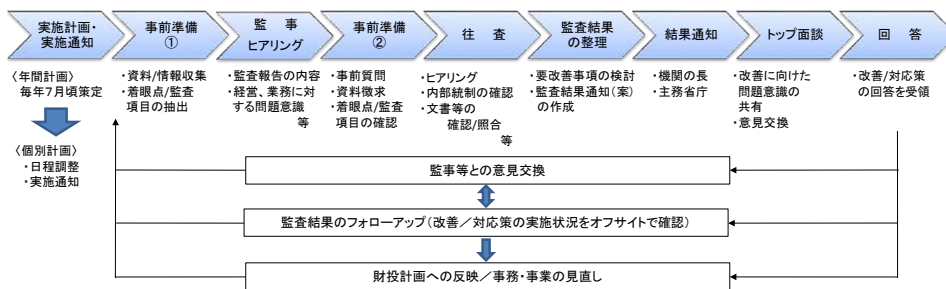 実施計画・
実施通知
事前準備
①
監　事
ヒアリング
事前準備
②
往　査
監査結果
の整理
結果通知
トップ面談
回　答
〈年間計画〉
毎年7月頃策定
〈個別計画〉
・日程調整
・実施通知
・資料/情報収集
・着眼点/監査
項目の抽出
・監査報告の内容
・経営、業務に対
する問題意識
等
・事前質問
・資料徴求
・着眼点/監査
項目の確認
・ヒアリング
・内部統制の確認
・文書等の
確認/照合
等
・要改善事項の検討
・監査結果通知(案)
の作成
・機関の長
・主務省庁
・改善に向けた
問題意識の
共有
・意見交換
・改善/対応策
の回答を受領
監事等との意見交換
監査結果のフォローアップ(改善／対応策の実施状況をオフサイトで確認)
財投計画への反映／事務・事業の見直し